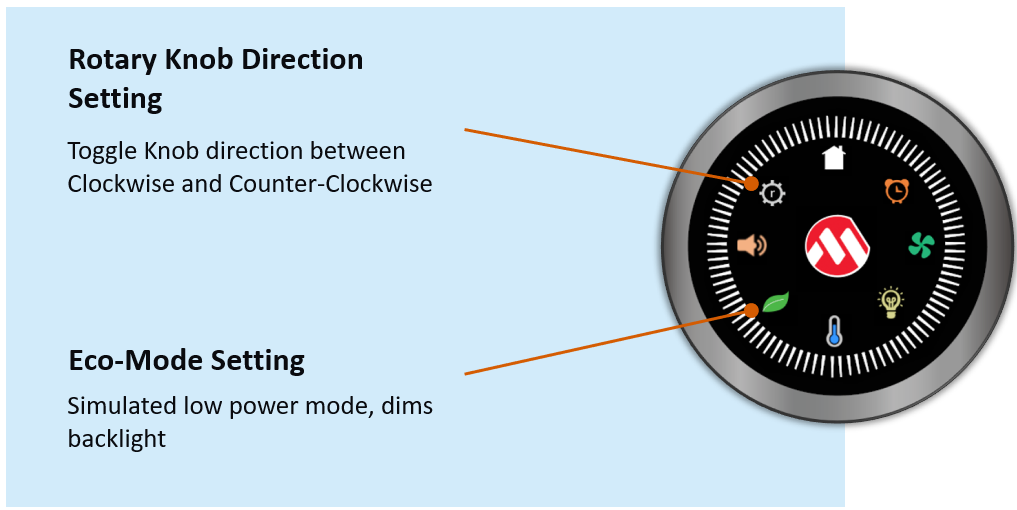 Rotary Knob Direction
Setting
Toggle Knob direction between
Clockwise and Counter-Clockwise
r
Eco-Mode Setting
Simulated low power mode, dims
backlight